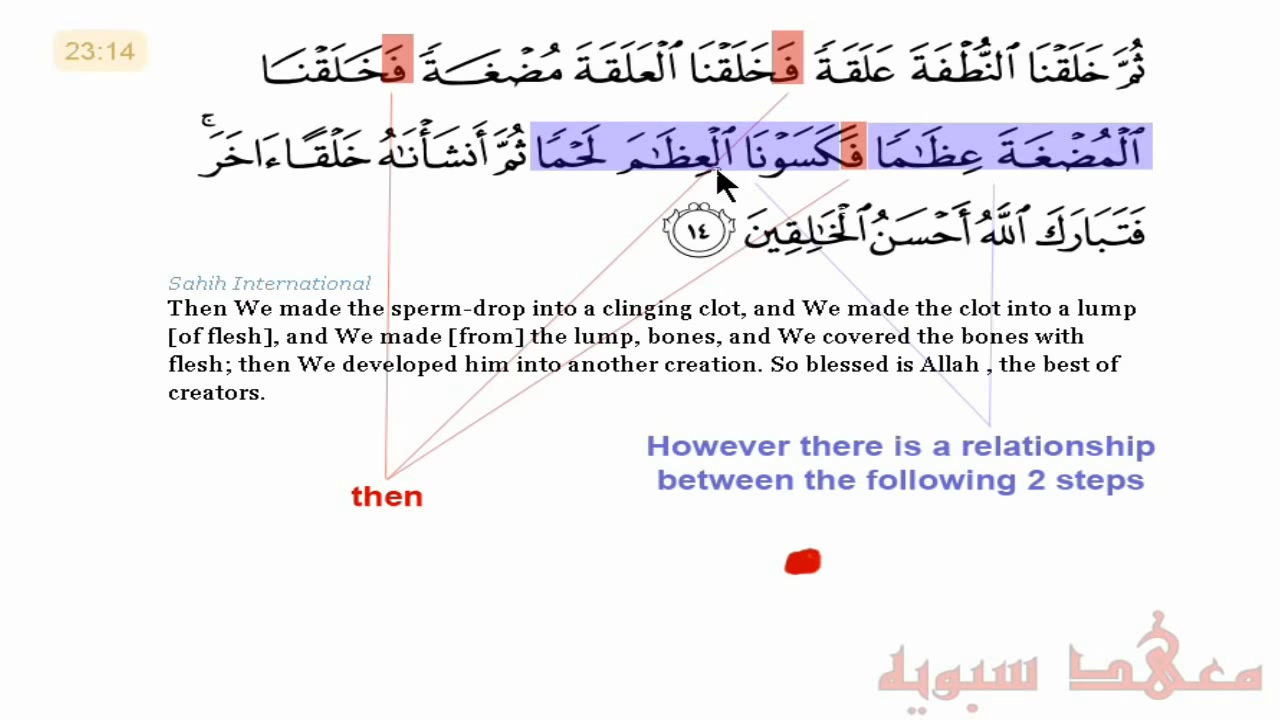 23:14
ثُمَّ خَلَقْنَا ٱلنُّطْفَةَ عَلَقَةً فَخَلَقْنَا ٱلْعَلَقَةَ مُضْغَةً فَخَلَقْنَا
ٱلْمُضْغَةَ عِظَٰمًا فَكَسَوْنَا ٱلْعِظَٰمَ لَحْمًا ثُمَّ أَنشَأْنَٰهُ خَلْقًا ءَاخَرَ ۚ
فَتَبَارَكَ ٱللَّهُ أَحْسَنُ ٱلْخَٰلِقِينَ ١٤
Sahih International
Then We made the sperm-drop into a clinging clot, and We made the clot into a lump
[of flesh], and We made [from] the lump, bones, and We covered the bones with
flesh; then We developed him into another creation. So blessed is Allah , the best of
creators.
However there is a relationship
between the following 2 steps
then
معهد سبويه